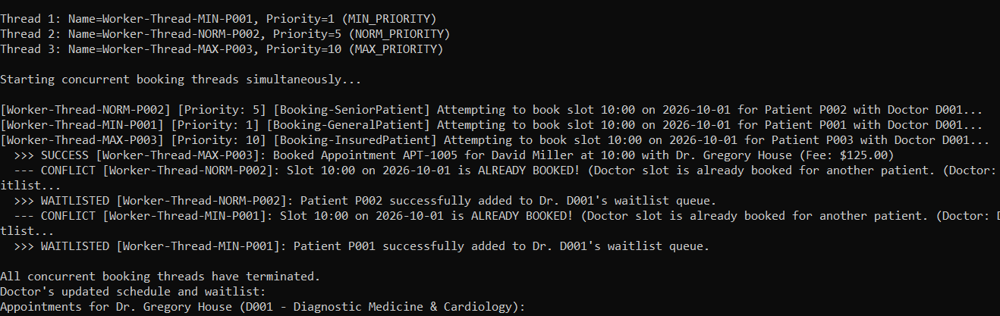 Thread 1: Name=Worker-Thread-MIN-P001, Priority=1 (MIN_PRIORITY)
Thread 2: Name=Worker-Thread-NORM-P002, Priority=5 (NORM_PRIORITY)
Thread 3: Name=Worker-Thread-MAX-P003, Priority=10 (MAX_PRIORITY)
Starting concurrent booking threads simultaneously...
[Worker-Thread-NORM-P002] [Priority: 5] [Booking-SeniorPatient] Attempting to book slot 10:00 on 2026-10-01 for Patient P002 with Doctor D001...
[Worker-Thread-MIN-P001] [Priority: 1] [Booking-GeneralPatient] Attempting to book slot 10:00 on 2026-10-01 for Patient P001 with Doctor D001...
[Worker-Thread-MAX-P003] [Priority: 10] [Booking-InsuredPatient] Attempting to book slot 10:00 on 2026-10-01 for Patient P003 with Doctor D001...
>>> SUCCESS [Worker-Thread-MAX-P003]: Booked Appointment APT-1005 for David Miller at 10:00 with Dr. Gregory House (Fee: $125.00)
--- CONFLICT [Worker-Thread-NORM-P002]: Slot 10:00 on 2026-10-01 is ALREADY BOOKED! (Doctor slot is already booked for another patient. (Doctor:
itlist...
>>> WAITLISTED [Worker-Thread-NORM-P002]: Patient P002 successfully added to Dr. D001's waitlist queue.
--- CONFLICT [Worker-Thread-MIN-P001]: Slot 10:00 on 2026-10-01 is ALREADY BOOKED! (Doctor slot is already booked for another patient. (Doctor:
tlist...
>>> WAITLISTED [Worker-Thread-MIN-P001]: Patient P001 successfully added to Dr. D001's waitlist queue.
All concurrent booking threads have terminated.
Doctor's updated schedule and waitlist:
Appointments for Dr. Gregory House (D001 - Diagnostic Medicine & Cardiology):